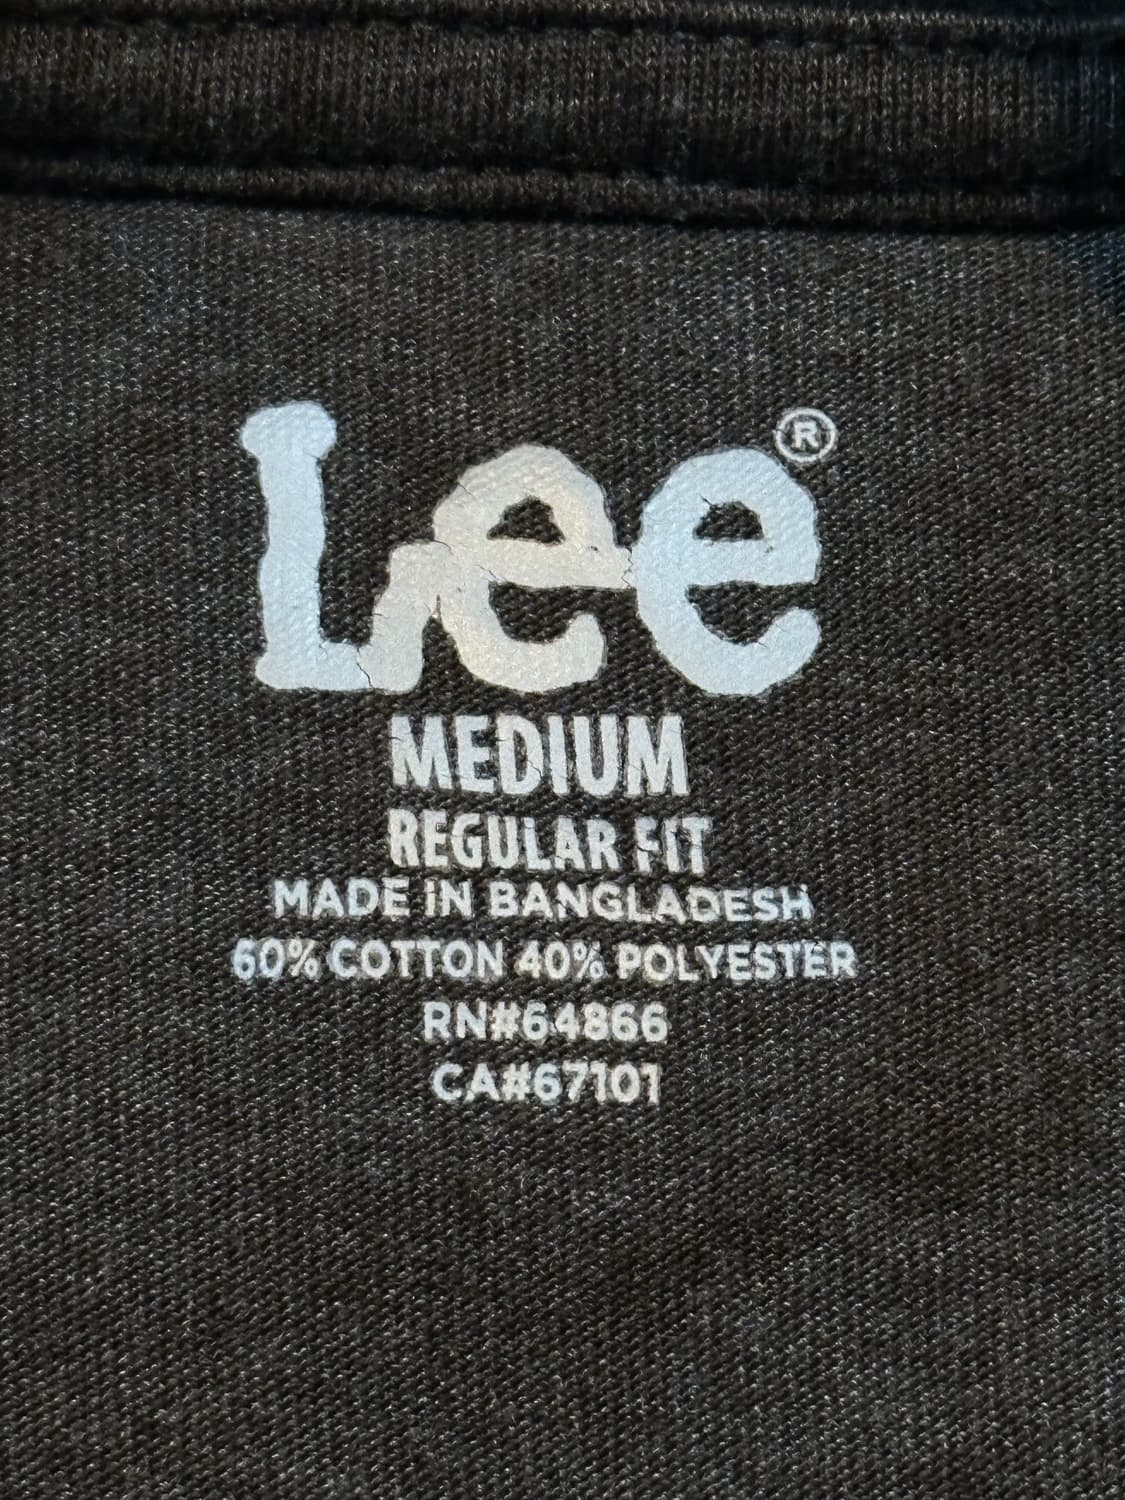 Lee®
MEDIUM
REGULAR FIT
MADE IN BANGLADESH
60% COTTON 40% POLYESTER
RN#64866
CA#67101